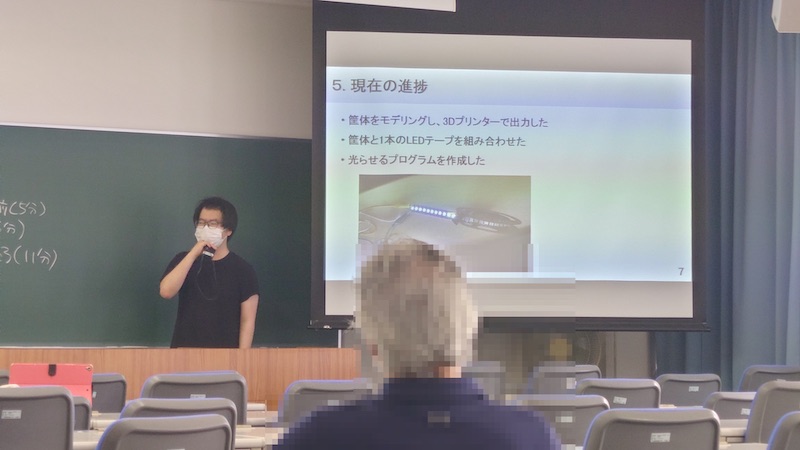 5. 現在の進捗
・筐体をモデリングし、3Dプリンターで出力した
・筐体と1本のLEDテープを組み合わせた
・光らせるプログラムを作成した
7
前(5分)
分)
(11分)